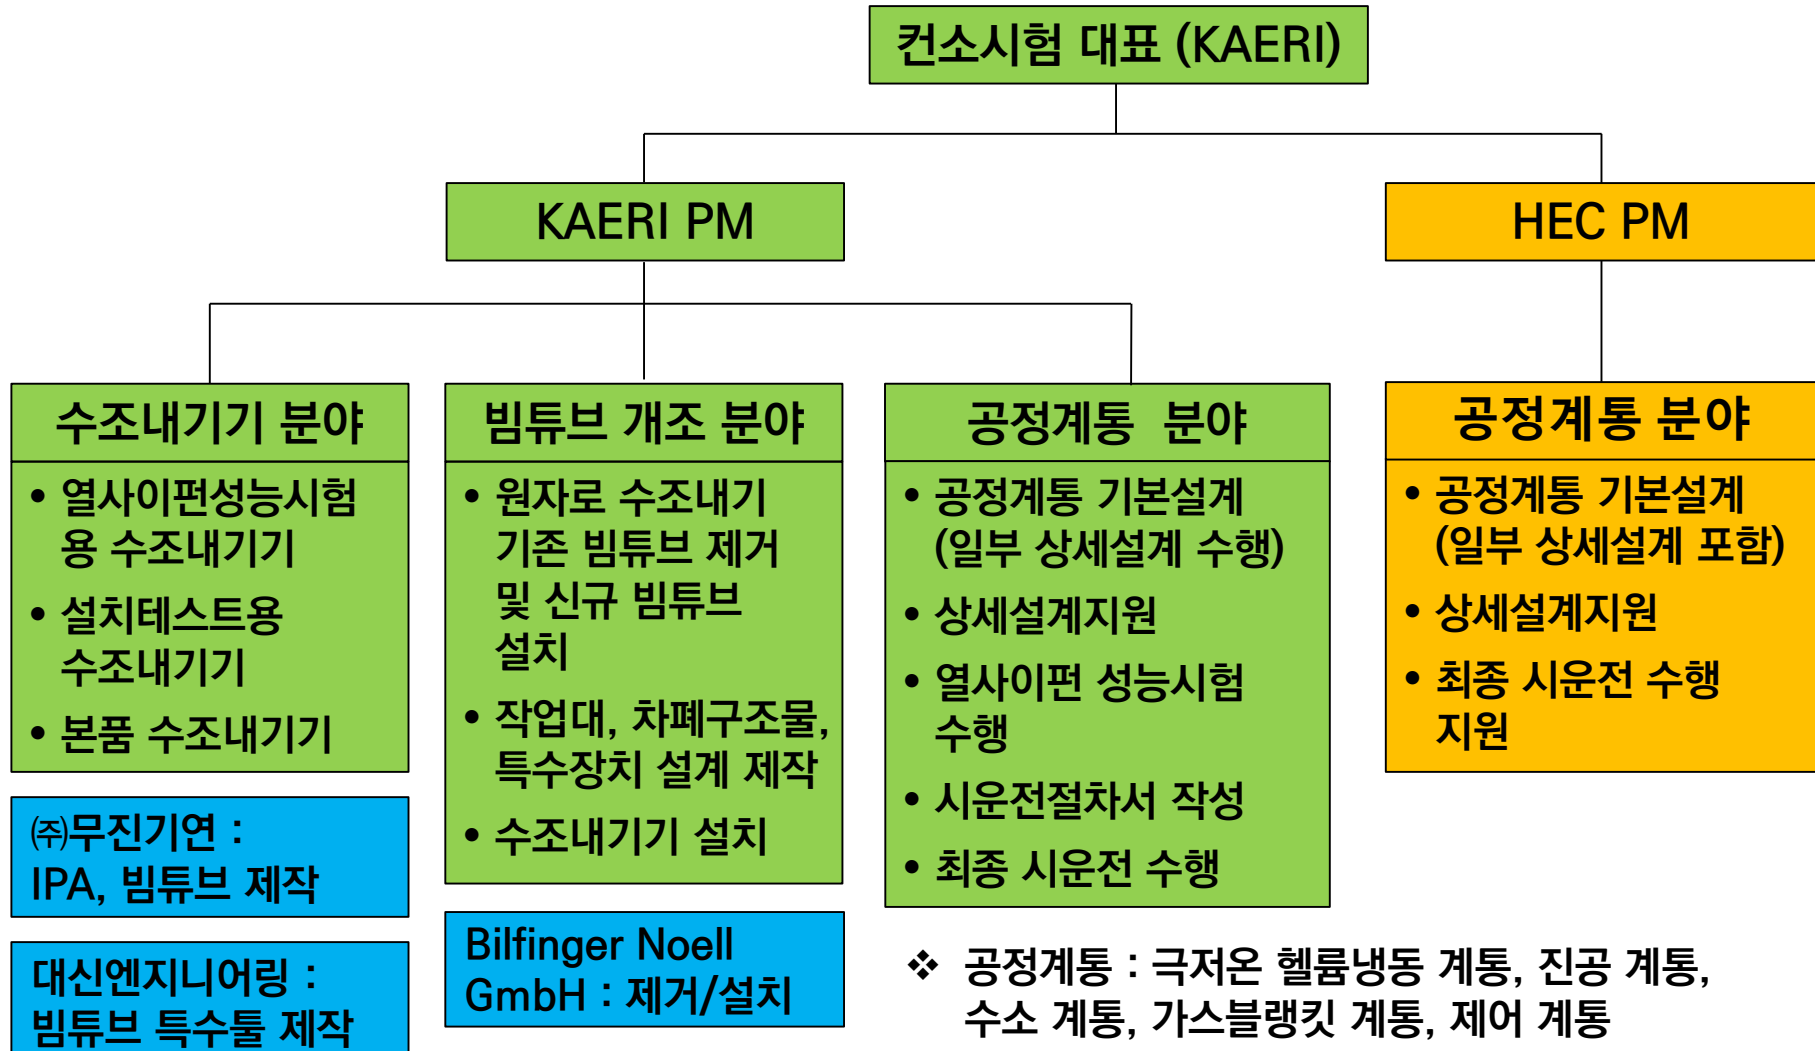 컨소시험 대표 (KAERI)
KAERI PM
HEC PM
수조내기기 분야
• 열사이펀성능시험
용 수조내기기
• 설치테스트용
수조내기기
• 본품 수조내기기
㈜무진기연 :
IPA, 빔튜브 제작
대신엔지니어링 :
빔튜브 특수툴 제작
빔튜브 개조 분야
• 원자로 수조내기
기존 빔튜브 제거
및 신규 빔튜브
설치
• 작업대, 차폐구조물,
특수장치 설계 제작
• 수조내기기 설치
Bilfinger Noell
GmbH : 제거/설치
공정계통 분야
• 공정계통 기본설계
(일부 상세설계 수행)
• 상세설계지원
• 열사이펀 성능시험
수행
• 시운전절차서 작성
• 최종 시운전 수행
공정계통 분야
• 공정계통 기본설계
(일부 상세설계 포함)
• 상세설계지원
• 최종 시운전 수행
지원
❖ 공정계통 : 극저온 헬륨냉동 계통, 진공 계통,
수소 계통, 가스블랭킷 계통, 제어 계통